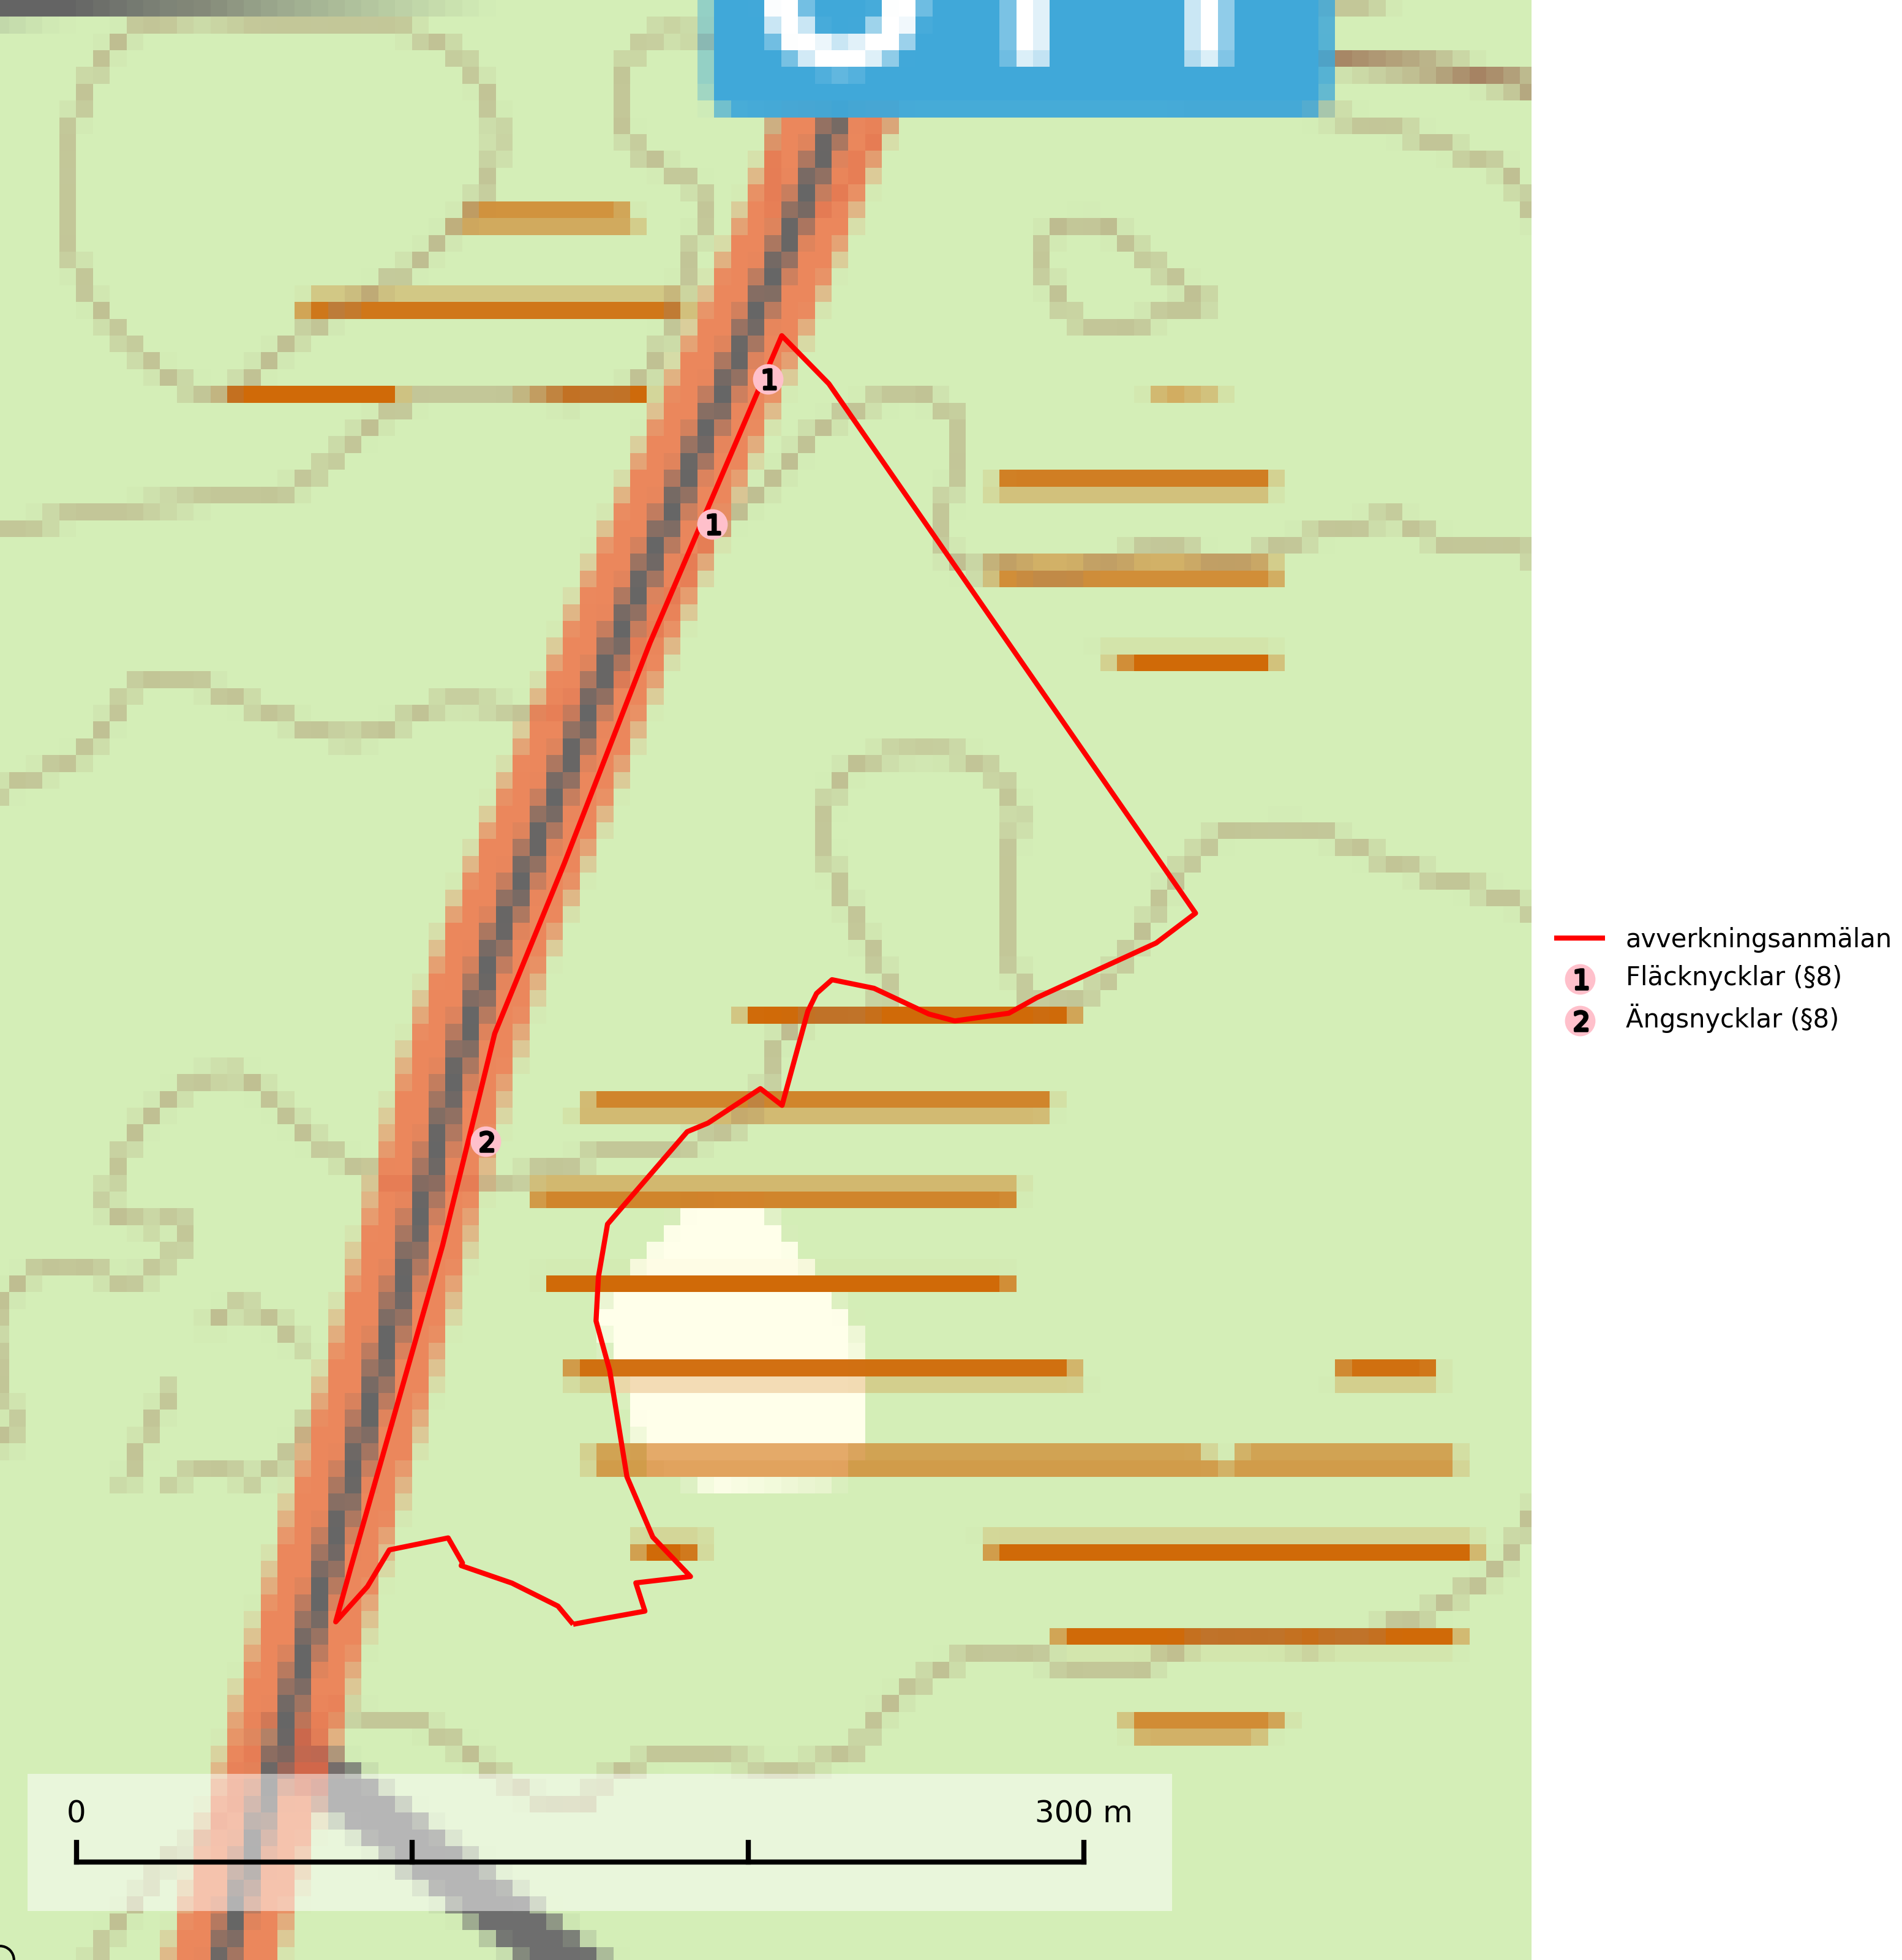 1
1
2
avverkningsanmälan
1 Fläcknycklar (§8)
2 Ängsnycklar (§8)
0 300 m